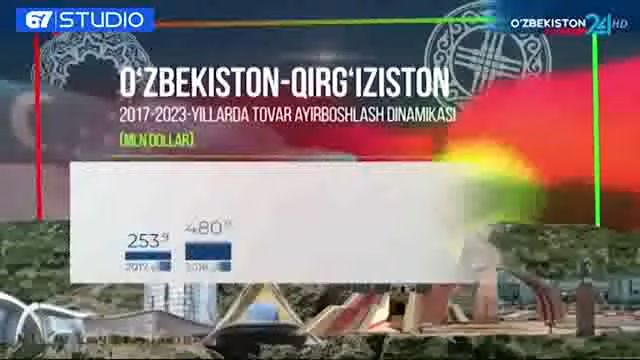 67 STUDIO
O‘ZBEKISTON 24 HD
O‘ZBEKISTON-QIRG‘IZISTON
2017-2023-YILLARDA TOVAR AYIRBOSHLASH DINAMIKASI
(MLN DOLLAR)
253.9
480
2017
2018